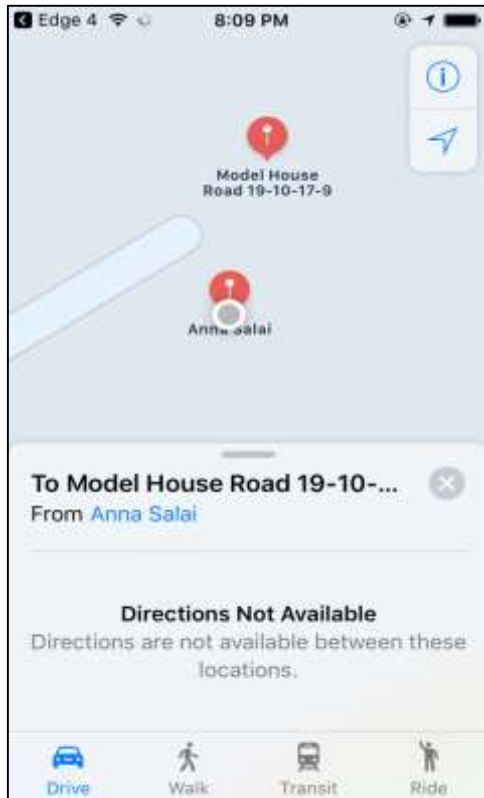 Edge 4 8:09 PM
Model House
Road 19-10-17-9
Anna Salai
To Model House Road 19-10-...
From Anna Salai
Directions Not Available
Directions are not available between these
locations.
Drive Walk Transit Ride